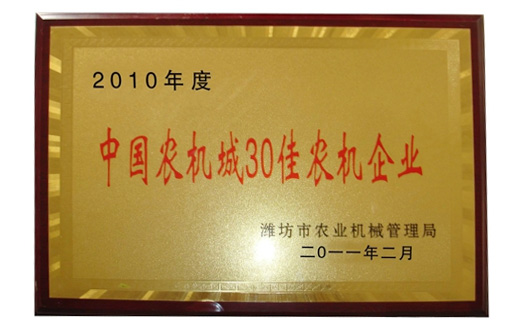 2010年度
中国农机城30佳农机企业
潍坊市农业机械管理局
二0一一年二月